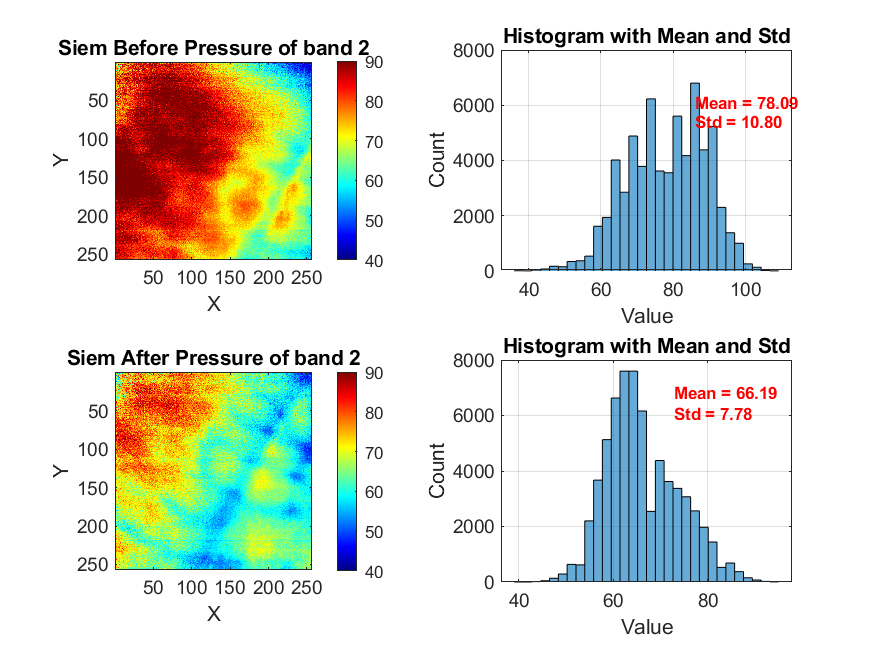 Siem Before Pressure of band 2
90
80
70
60
50
40
50
100
150
200
250
Y
50 100 150 200 250
X
Histogram with Mean and Std
8000
6000
4000
2000
0
Count
Mean = 78.09
Std = 10.80
40 60 80 100
Value
Siem After Pressure of band 2
90
80
70
60
50
40
50
100
150
200
250
Y
50 100 150 200 250
X
Histogram with Mean and Std
8000
6000
4000
2000
0
Count
Mean = 66.19
Std = 7.78
40 60 80
Value